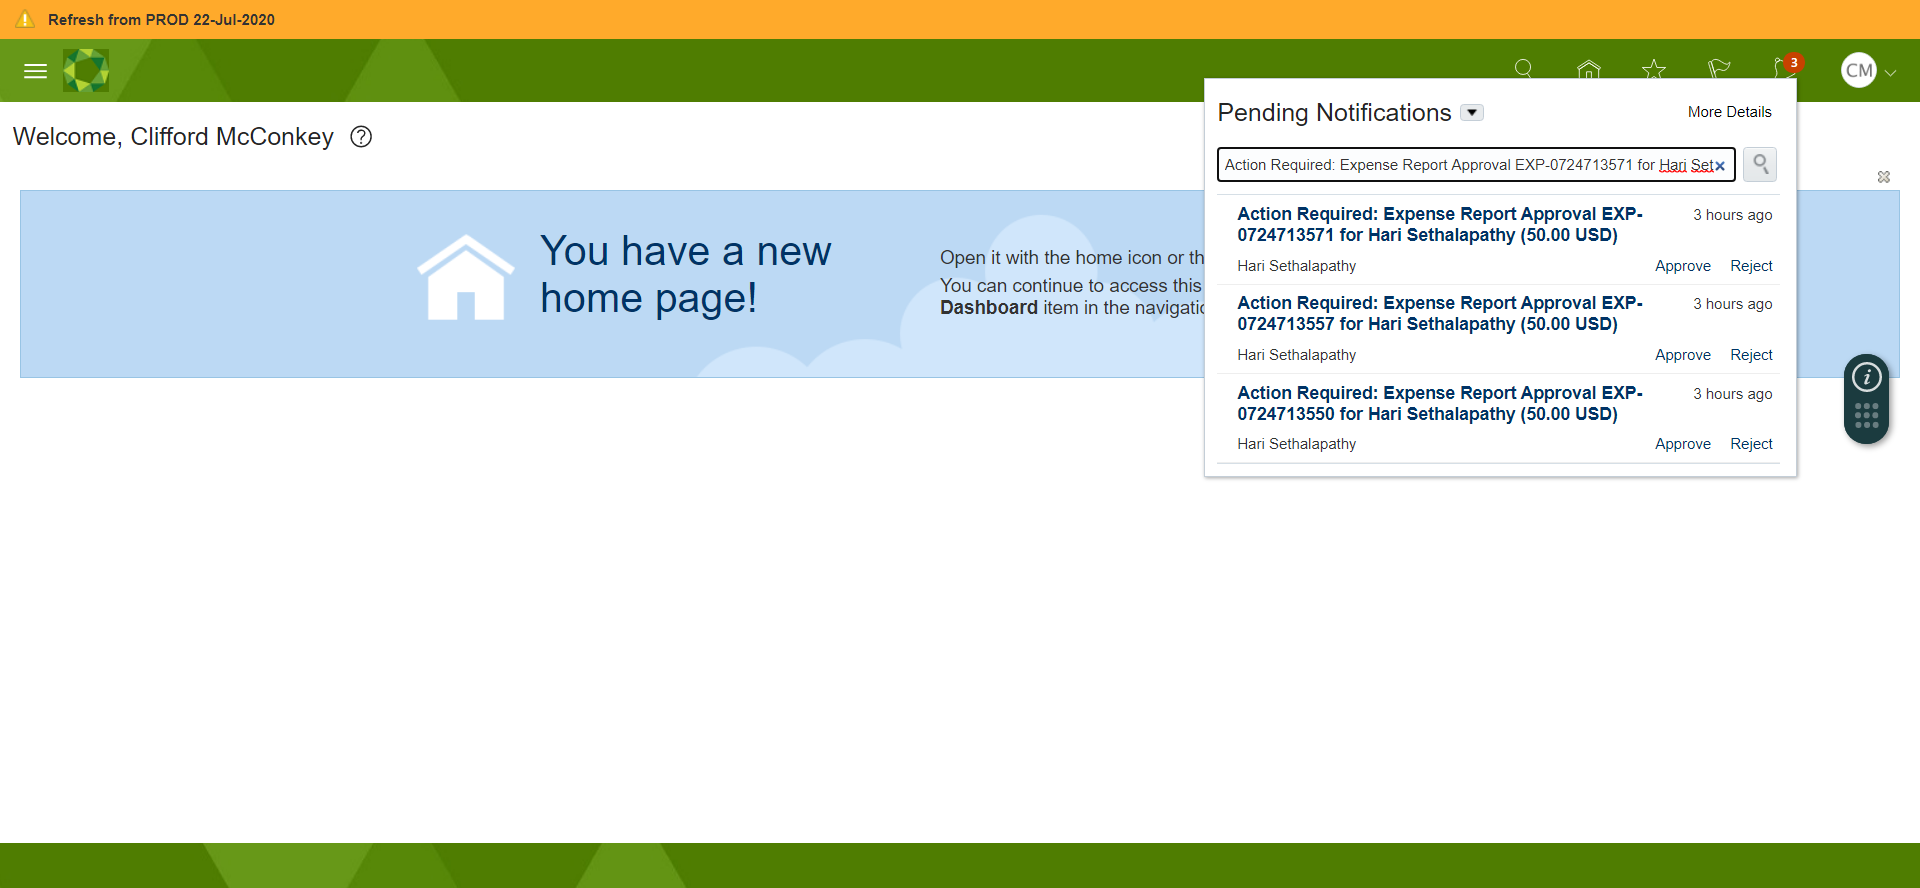 Refresh from PROD 22-Jul-2020
3
CM
Welcome, Clifford McConkey
You have a new
home page!
Open it with the home icon or th
You can continue to access this
Dashboard item in the navigatio
Pending Notifications
More Details
Action Required: Expense Report Approval EXP-0724713571 for Hari Set
Action Required: Expense Report Approval EXP-
0724713571 for Hari Sethalapathy (50.00 USD)
3 hours ago
Hari Sethalapathy
Approve Reject
Action Required: Expense Report Approval EXP-
0724713557 for Hari Sethalapathy (50.00 USD)
3 hours ago
Hari Sethalapathy
Approve Reject
Action Required: Expense Report Approval EXP-
0724713550 for Hari Sethalapathy (50.00 USD)
3 hours ago
Hari Sethalapathy
Approve Reject